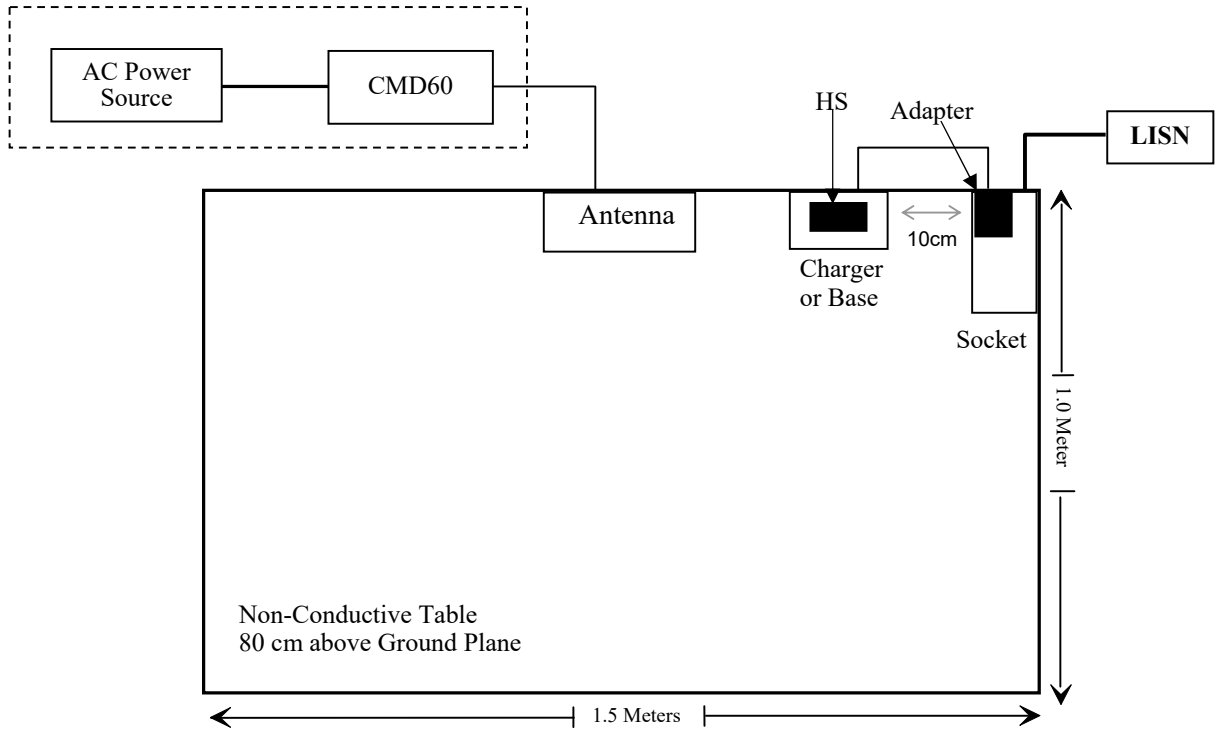 AC Power
Source
CMD60
HS
Adapter
LISN
Antenna
10cm
Charger
or Base
Socket
1.0 Meter
Non-Conductive Table
80 cm above Ground Plane
1.5 Meters